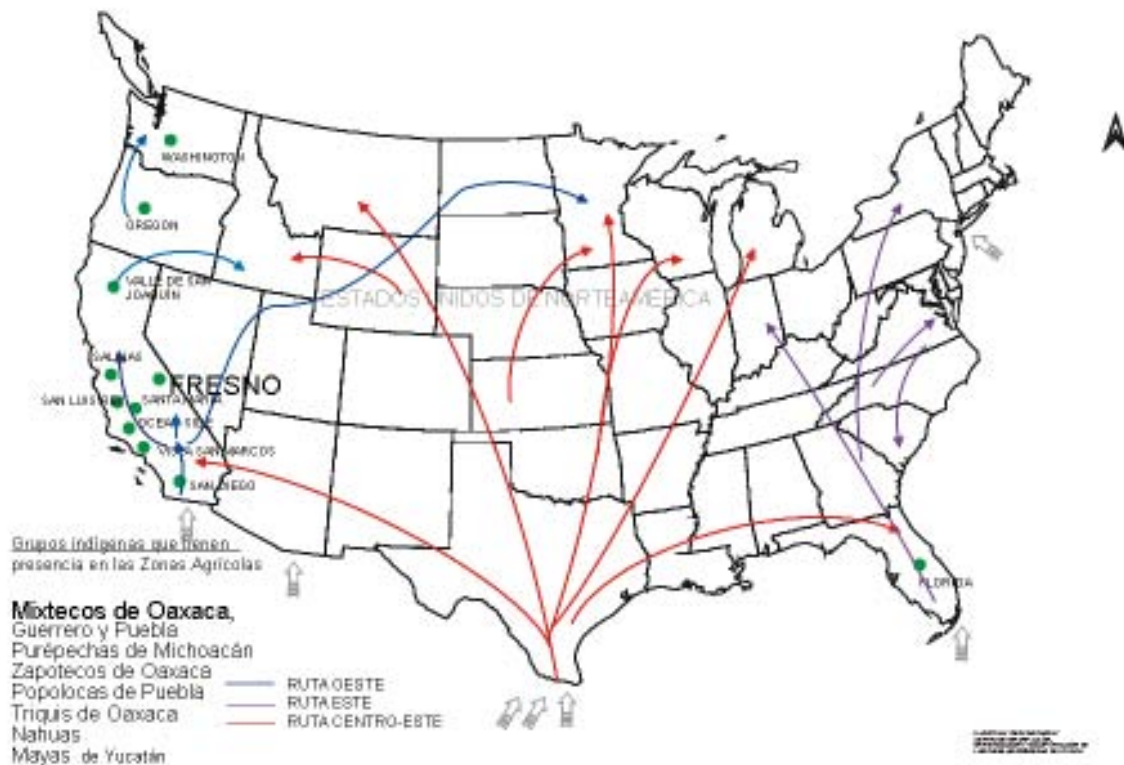 WASHINGTON
OREGON
VALLE DE SAN
JOAQUÍN
ESTADOS UNIDOS DE NORTEAMERICA
SALINAS
FRESNO
SAN LUIS
SANTA MARIA
OCEANSIDE
VISTA SAN MARCOS
SAN DIEGO
FLORIDA
Grupos indígenas que tienen
presencia en las Zonas Agrícolas
Mixtecos de Oaxaca,
Guerrero y Puebla
Purépechas de Michoacán
Zapotecos de Oaxaca
Popolocas de Puebla
Triquis de Oaxaca
Nahuas
Mayas de Yucatán
RUTA OESTE
RUTA ESTE
RUTA CENTRO-ESTE